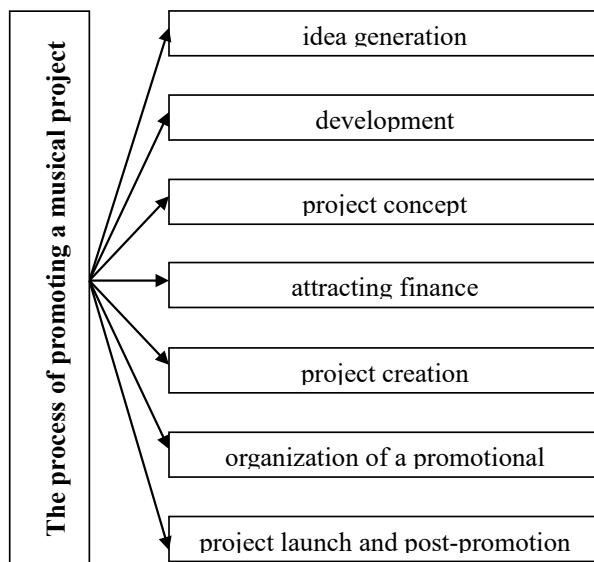 The process of promoting a musical project
idea generation
development
project concept
attracting finance
project creation
organization of a promotional
project launch and post-promotion